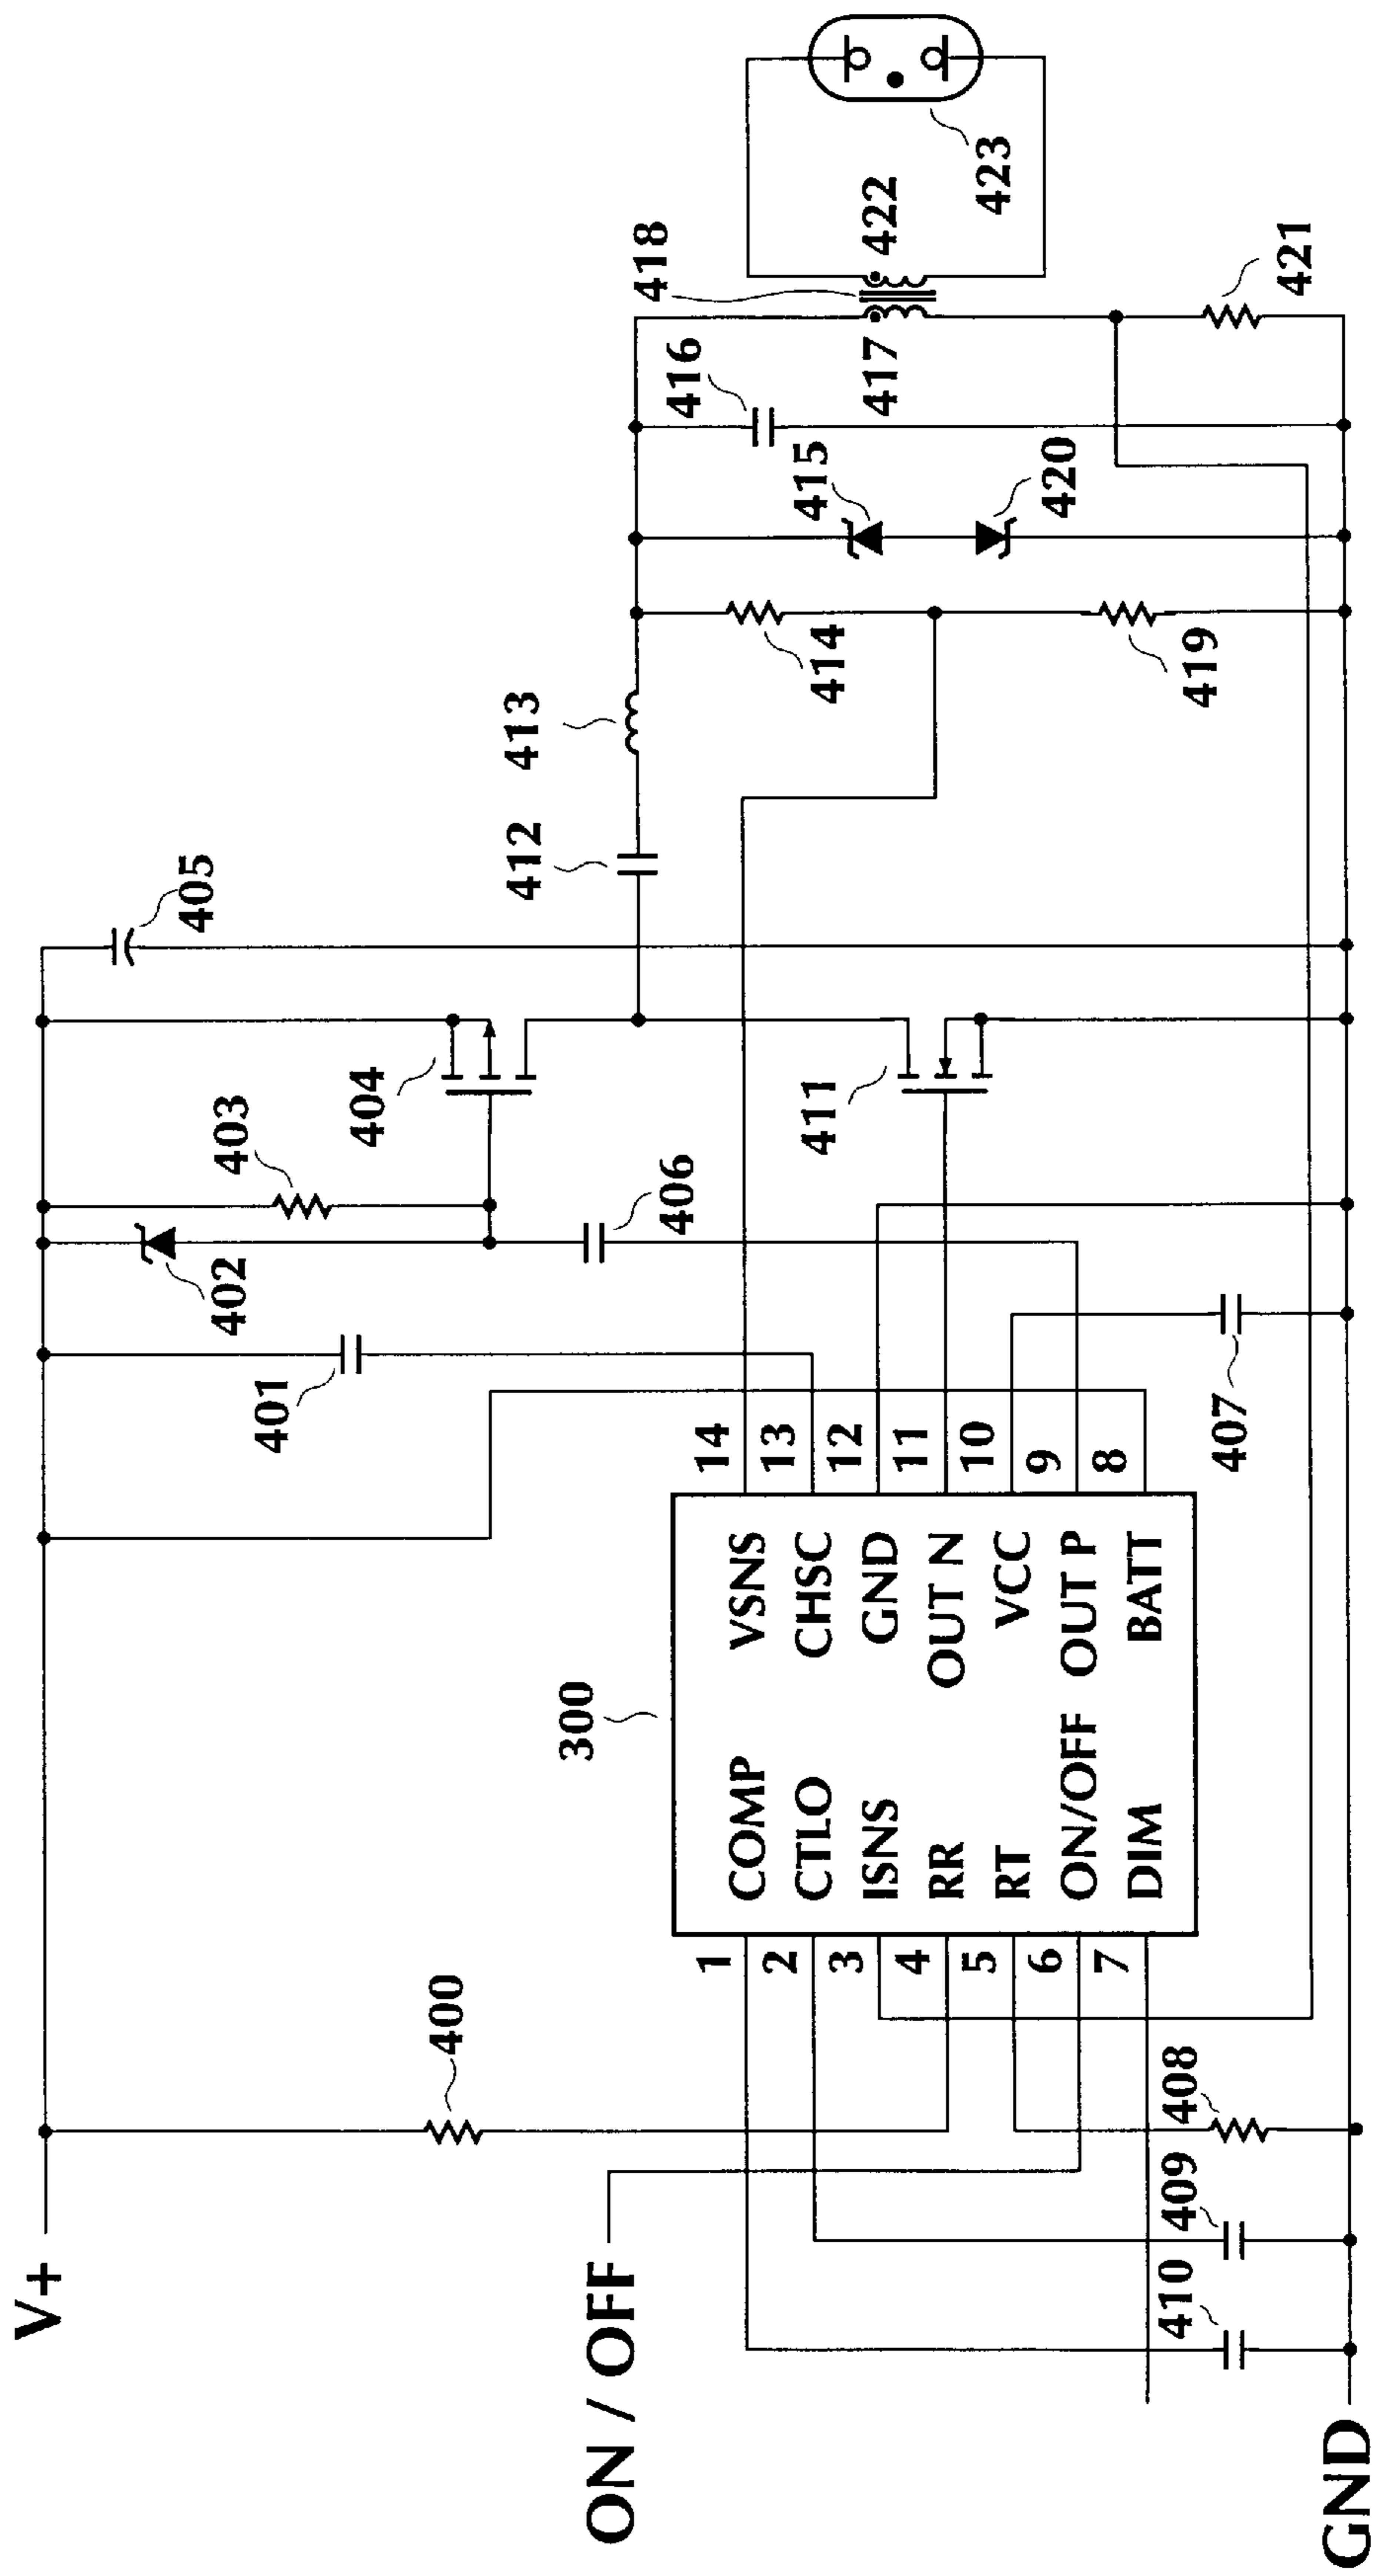 V+
ON / OFF
GND
400
401
402
403
404
405
406
407
408
409
410
411
412
413
414
415
416
417
418
419
420
421
422
423
300
1 COMP
2 CTLO
3 ISNS
4 RR
5 RT
6 ON/OFF
7 DIM
VSNS 14
CHSC 13
GND 12
OUT N 11
VCC 10
OUT P 9
BATT 8